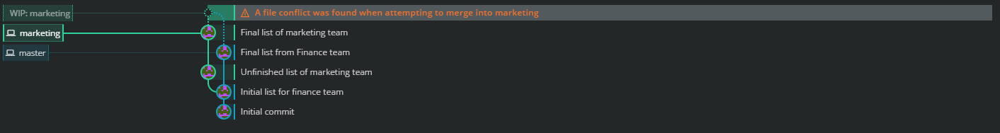 WIP: marketing
A file conflict was found when attempting to merge into marketing
marketing
Final list of marketing team
master
Final list from Finance team
Unfinished list of marketing team
Initial list for finance team
Initial commit